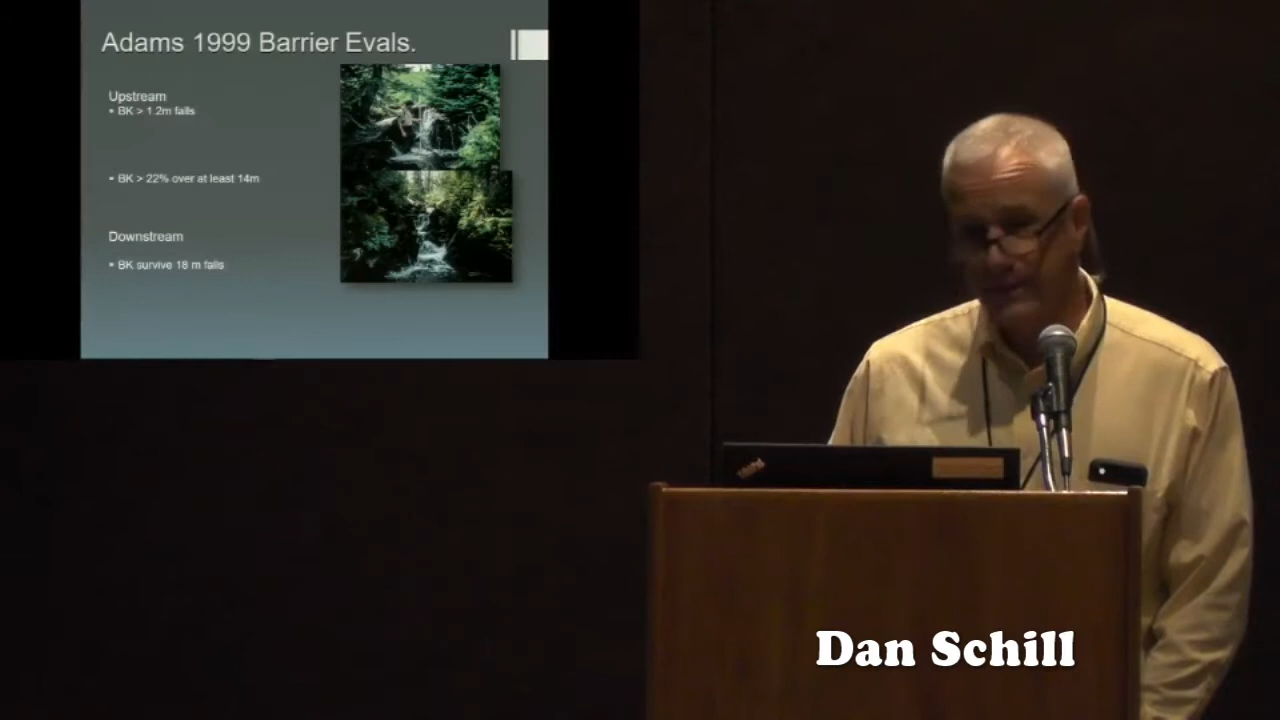 Adams 1999 Barrier Evals.
Upstream
▪ BK > 1.2m falls
▪ BK > 22% over at least 14m
Downstream
▪ BK survive 18 m falls
Dan Schill